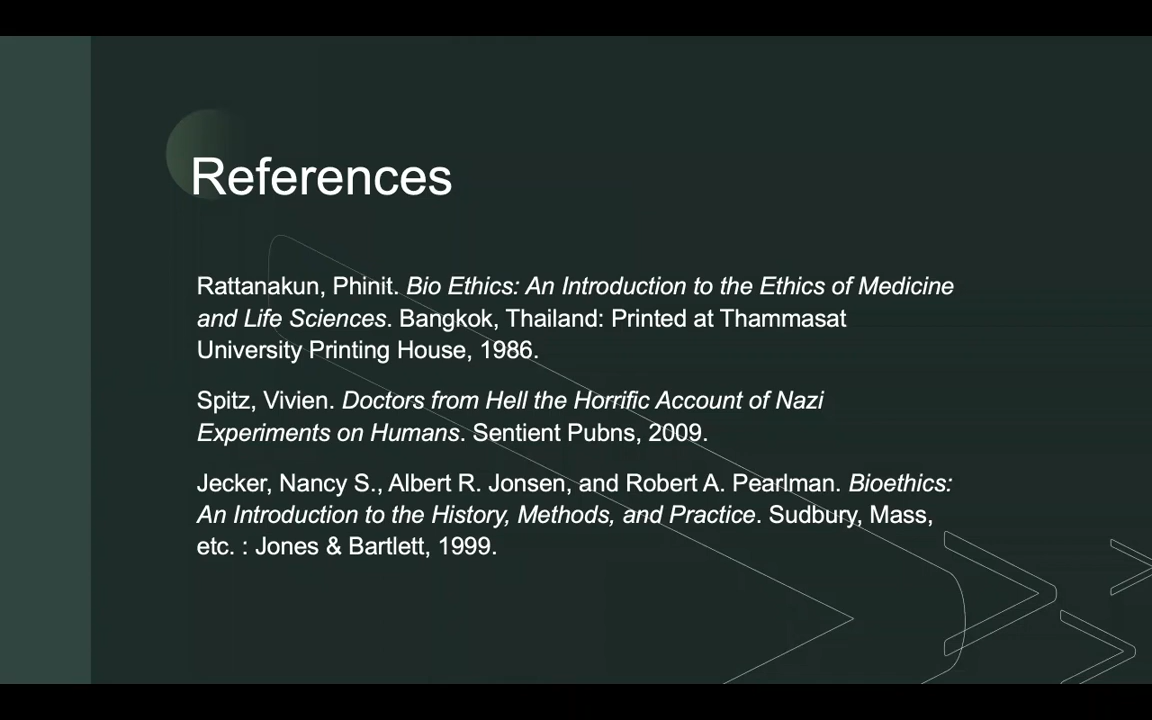 References
Rattanakun, Phinit. Bio Ethics: An Introduction to the Ethics of Medicine
and Life Sciences. Bangkok, Thailand: Printed at Thammasat
University Printing House, 1986.
Spitz, Vivien. Doctors from Hell the Horrific Account of Nazi
Experiments on Humans. Sentient Pubns, 2009.
Jecker, Nancy S., Albert R. Jonsen, and Robert A. Pearlman. Bioethics:
An Introduction to the History, Methods, and Practice. Sudbury, Mass,
etc. : Jones & Bartlett, 1999.